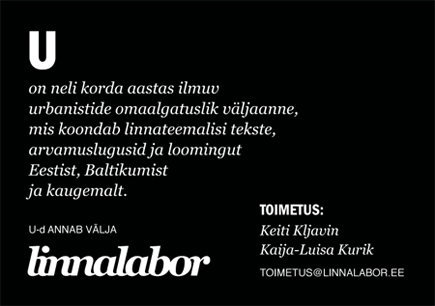 U
on neli korda aastas ilmuv
urbanistide omaalgatuslik väljaanne,
mis koondab linnateemalisi tekste,
arvamuslugusid ja loomingut
Eestist, Baltikumist
ja kaugemalt.
U-d ANNAB VÄLJA
linnalabor
TOIMETUS:
Keiti Kljavin
Kaija-Luisa Kurik
TOIMETUS@LINNALABOR.EE